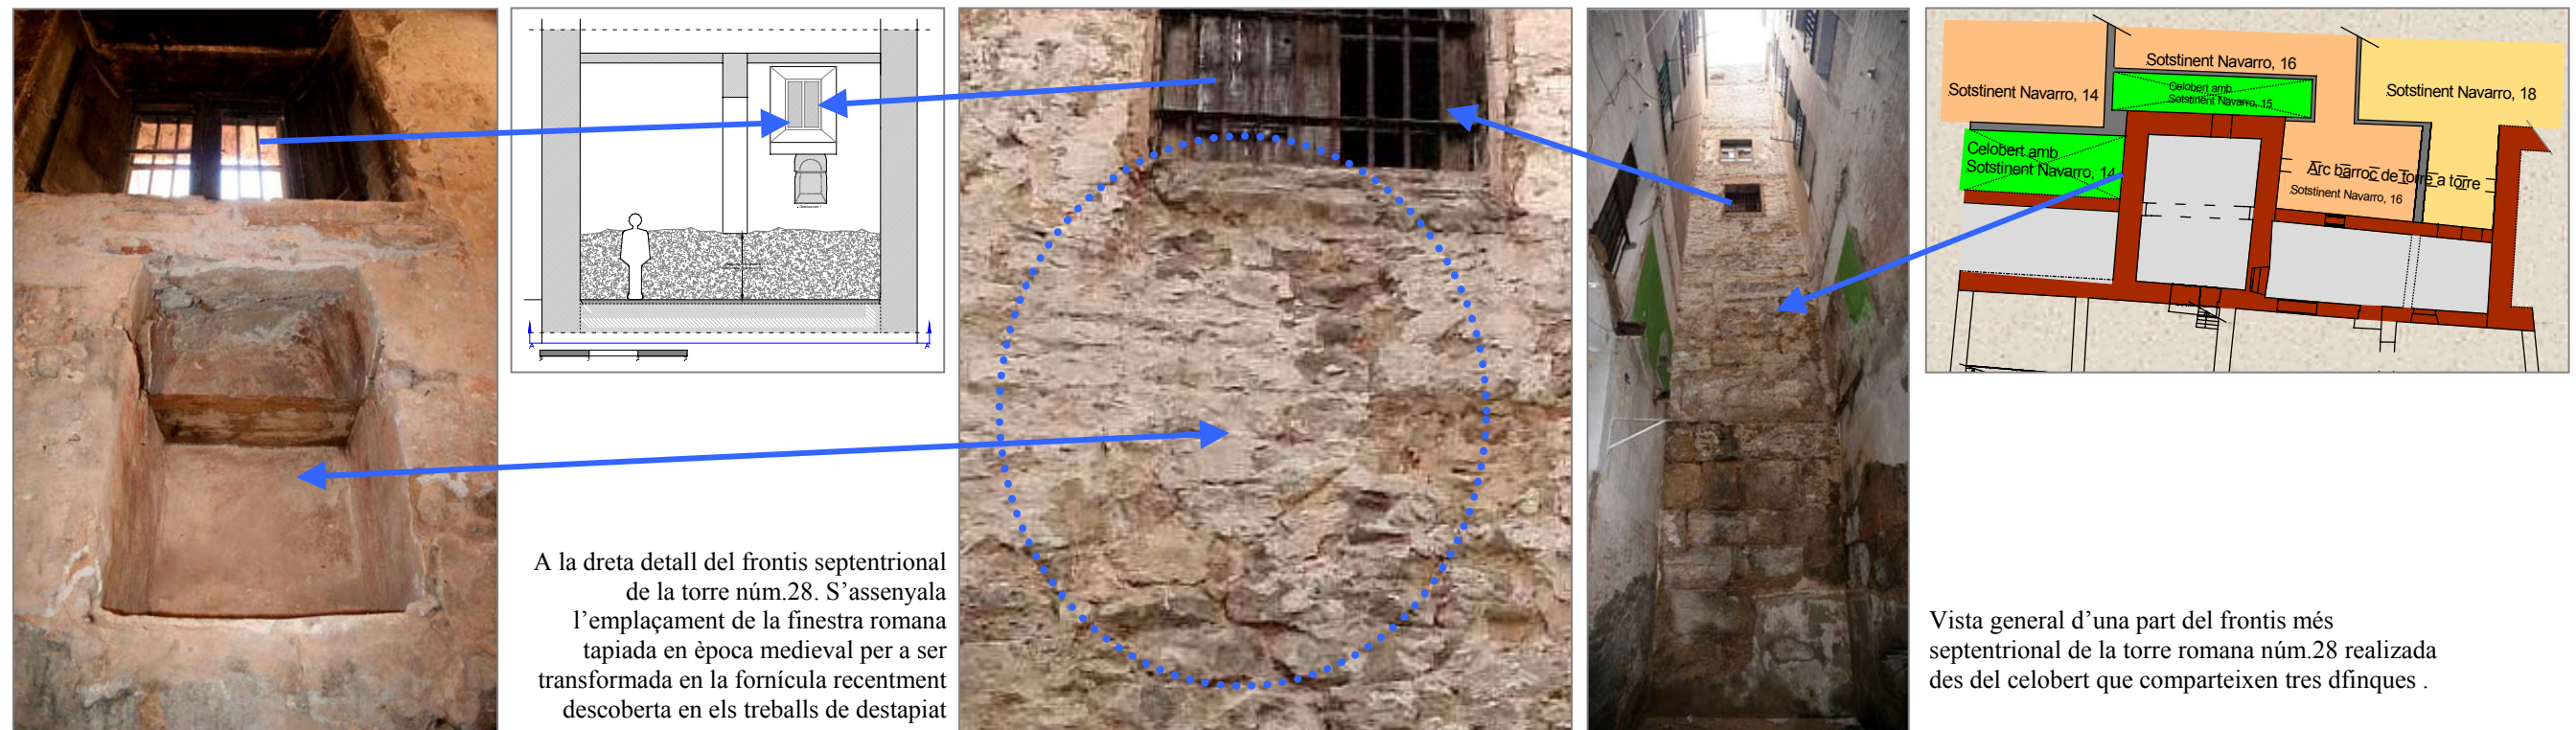 A la dreta detall del frontis septentrional
de la torre núm.28. S’assenyala
l’emplaçament de la finestra romana
tapiada en època medieval per a ser
transformada en la fornícula recentment
descoberta en els treballs de destapiat
Sotstinent Navarro, 14
Sotstinent Navarro, 16
Celobert amb
Sotstinent Navarro, 15
Sotstinent Navarro, 18
Celobert amb
Sotstinent Navarro, 14
Arc barroc de torre a torre
Sotstinent Navarro, 16
Vista general d’una part del frontis més
septentrional de la torre romana núm.28 realizada
des del celobert que comparteixen tres dfinques .